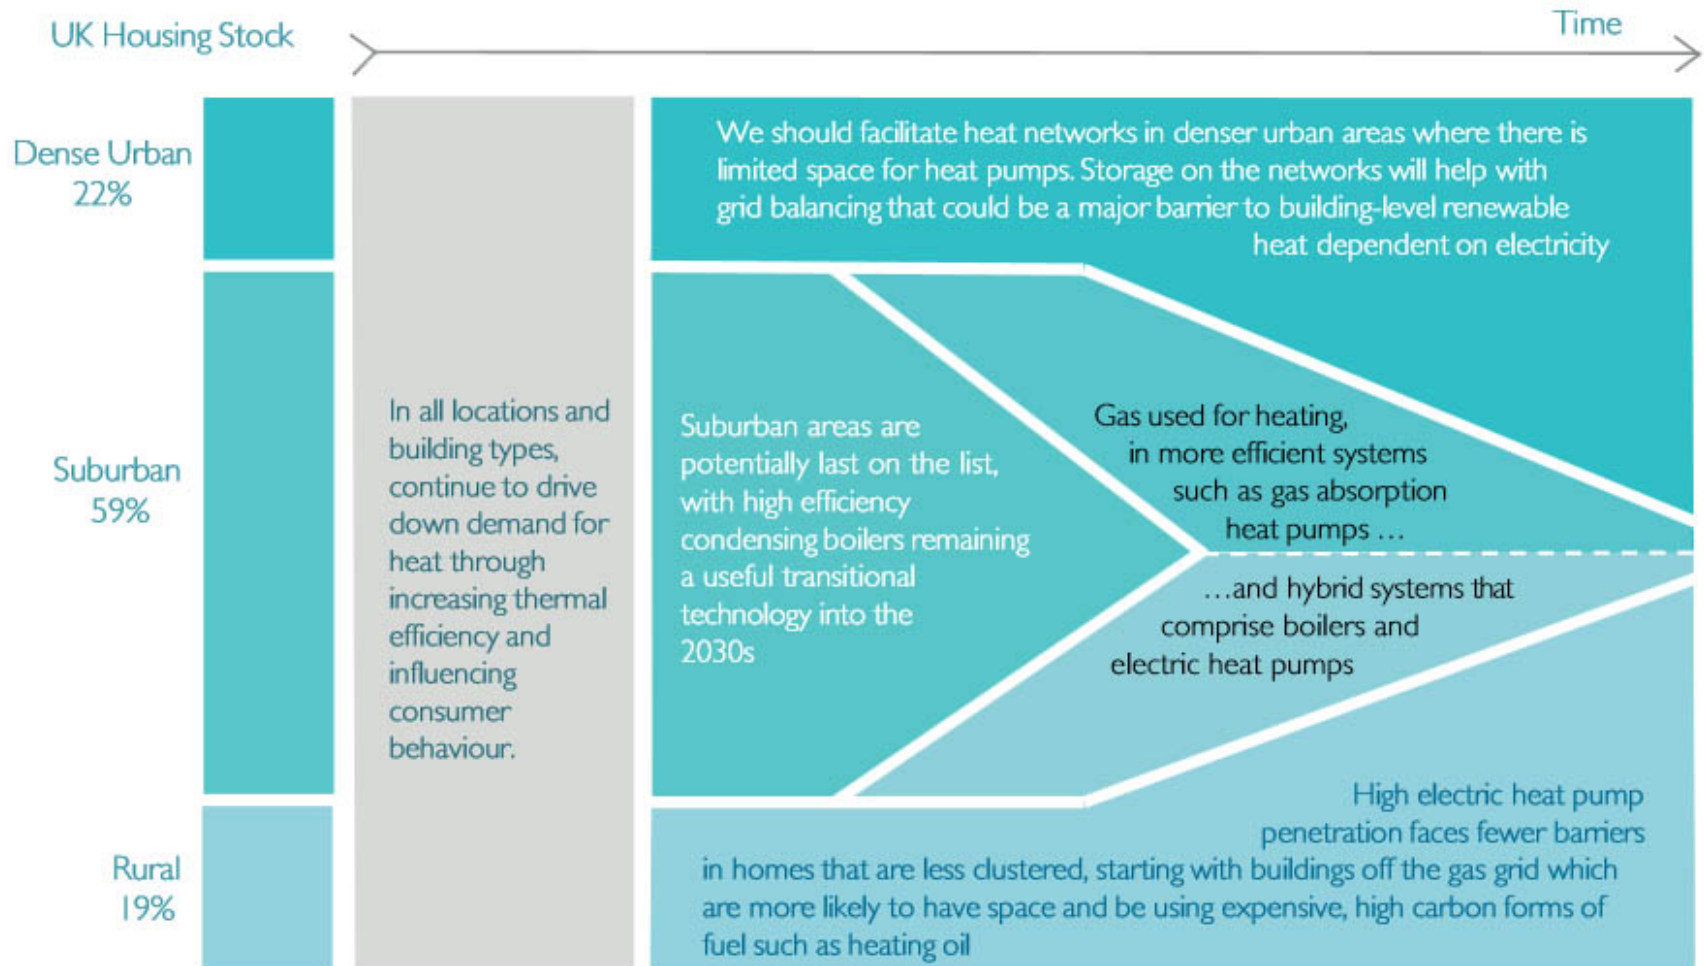 UK Housing Stock
Time
Dense Urban
22%
We should facilitate heat networks in denser urban areas where there is
limited space for heat pumps. Storage on the networks will help with
grid balancing that could be a major barrier to building-level renewable
heat dependent on electricity
Suburban
59%
In all locations and
building types,
continue to drive
down demand for
heat through
increasing thermal
efficiency and
influencing
consumer
behaviour.
Suburban areas are
potentially last on the list,
with high efficiency
condensing boilers remaining
a useful transitional
technology into the
2030s
Gas used for heating,
in more efficient systems
such as gas absorption
heat pumps ...
...and hybrid systems that
comprise boilers and
electric heat pumps
Rural
19%
High electric heat pump
penetration faces fewer barriers
in homes that are less clustered, starting with buildings off the gas grid which
are more likely to have space and be using expensive, high carbon forms of
fuel such as heating oil